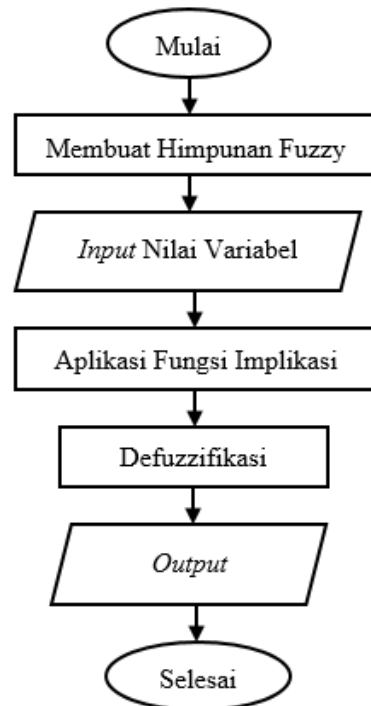 Mulai
Membuat Himpunan Fuzzy
Input Nilai Variabel
Aplikasi Fungsi Implikasi
Defuzzifikasi
Output
Selesai